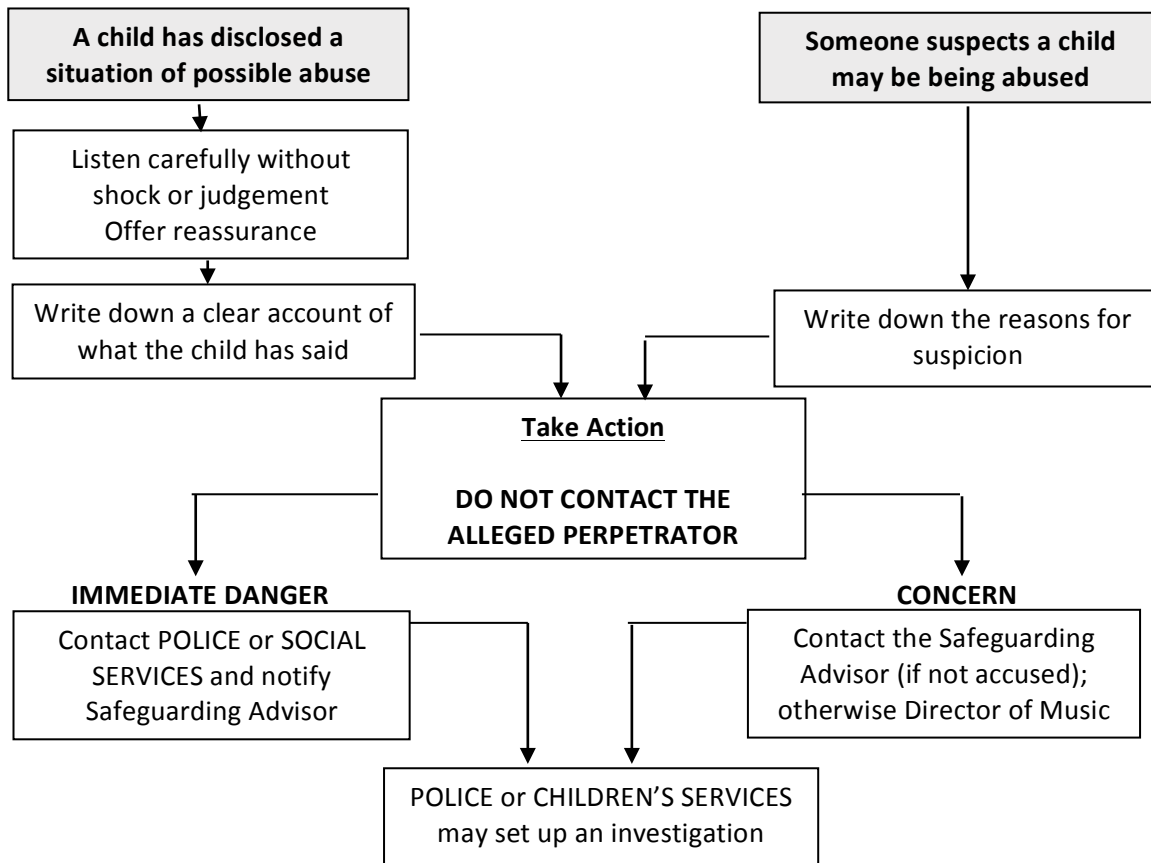 A child has disclosed a
situation of possible abuse
Someone suspects a child
may be being abused
Listen carefully without
shock or judgement
Offer reassurance
Write down a clear account of
what the child has said
Write down the reasons for
suspicion
Take Action
DO NOT CONTACT THE
ALLEGED PERPETRATOR
IMMEDIATE DANGER
Contact POLICE or SOCIAL
SERVICES and notify
Safeguarding Advisor
CONCERN
Contact the Safeguarding
Advisor (if not accused);
otherwise Director of Music
POLICE or CHILDREN’S SERVICES
may set up an investigation